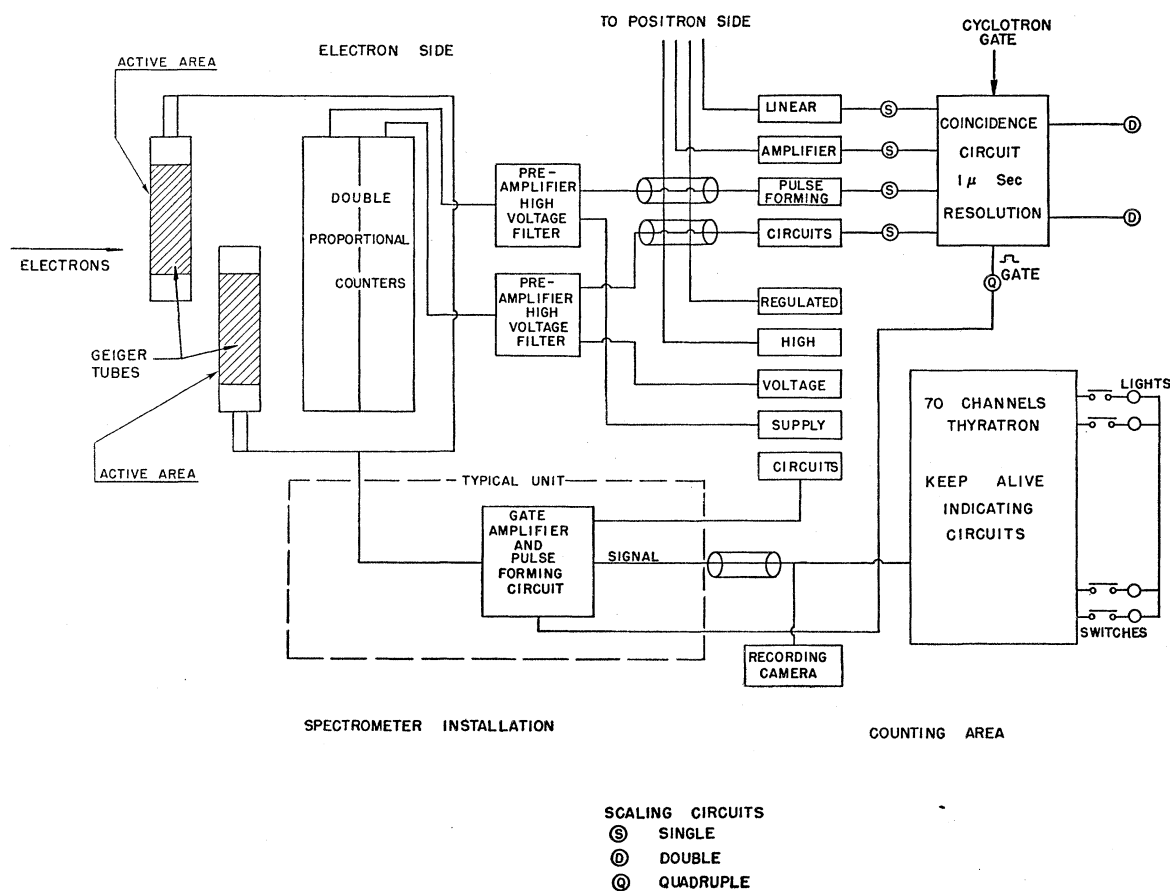 TO POSITRON SIDE
CYCLOTRON
GATE
ELECTRON SIDE
ACTIVE AREA
LINEAR
S
COINCIDENCE
D
AMPLIFIER
S
CIRCUIT
PRE-
AMPLIFIER
HIGH
VOLTAGE
FILTER
PULSE
FORMING
S
1 μ Sec
DOUBLE
RESOLUTION
D
PROPORTIONAL
CIRCUITS
S
ELECTRONS
COUNTERS
PRE-
AMPLIFIER
HIGH
VOLTAGE
FILTER
GATE
Q
REGULATED
HIGH
GEIGER
TUBES
VOLTAGE
SUPPLY
70 CHANNELS
THYRATRON
LIGHTS
ACTIVE AREA
CIRCUITS
KEEP ALIVE
INDICATING
CIRCUITS
TYPICAL UNIT
GATE
AMPLIFIER
AND
PULSE
FORMING
CIRCUIT
SIGNAL
SWITCHES
RECORDING
CAMERA
SPECTROMETER INSTALLATION
COUNTING AREA
SCALING CIRCUITS
S SINGLE
D DOUBLE
Q QUADRUPLE